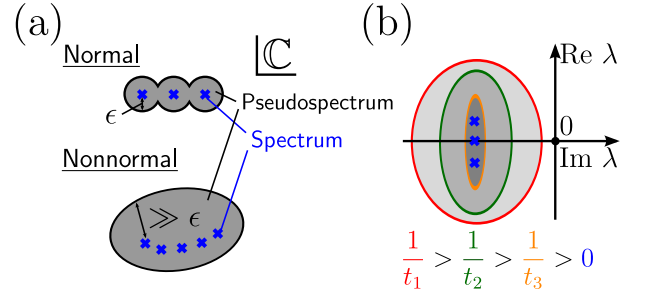 (a)
Normal
ℂ
ϵ
Pseudospectrum
Spectrum
Nonnormal
≫ ϵ
(b)
Re λ
0
Im λ
1/t₁ > 1/t₂ > 1/t₃ > 0